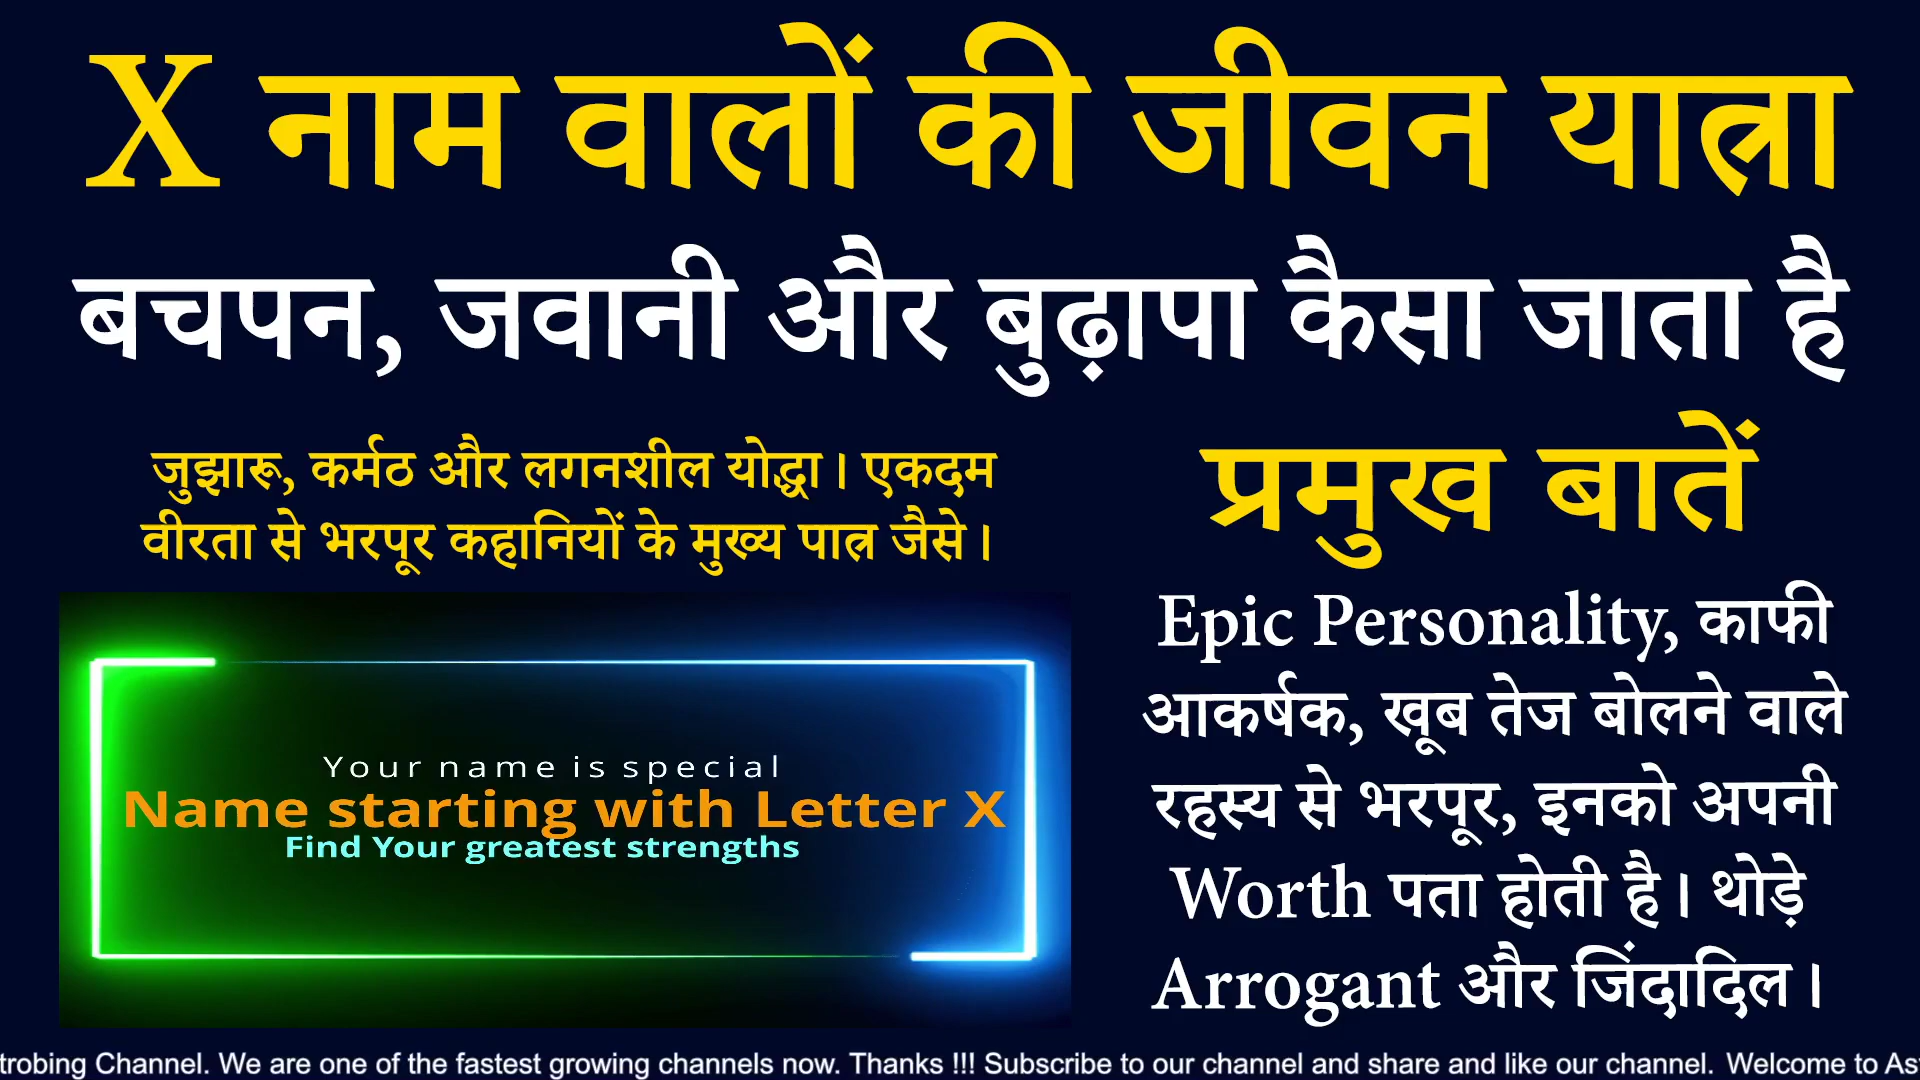 X नाम वालों की जीवन यात्रा
बचपन, जवानी और बुढ़ापा कैसा जाता है
जुझारू, कर्मठ और लगनशील योद्धा। एकदम
वीरता से भरपूर कहानियों के मुख्य पात्र जैसे।
Your name is special
Name starting with Letter X
Find Your greatest strengths
प्रमुख बातें
Epic Personality, काफी
आकर्षक, खूब तेज बोलने वाले
रहस्य से भरपूर, इनको अपनी
Worth पता होती है। थोड़े
Arrogant और जिंदादिल।
trobing Channel. We are one of the fastest growing channels now. Thanks !!! Subscribe to our channel and share and like our channel. Welcome to As